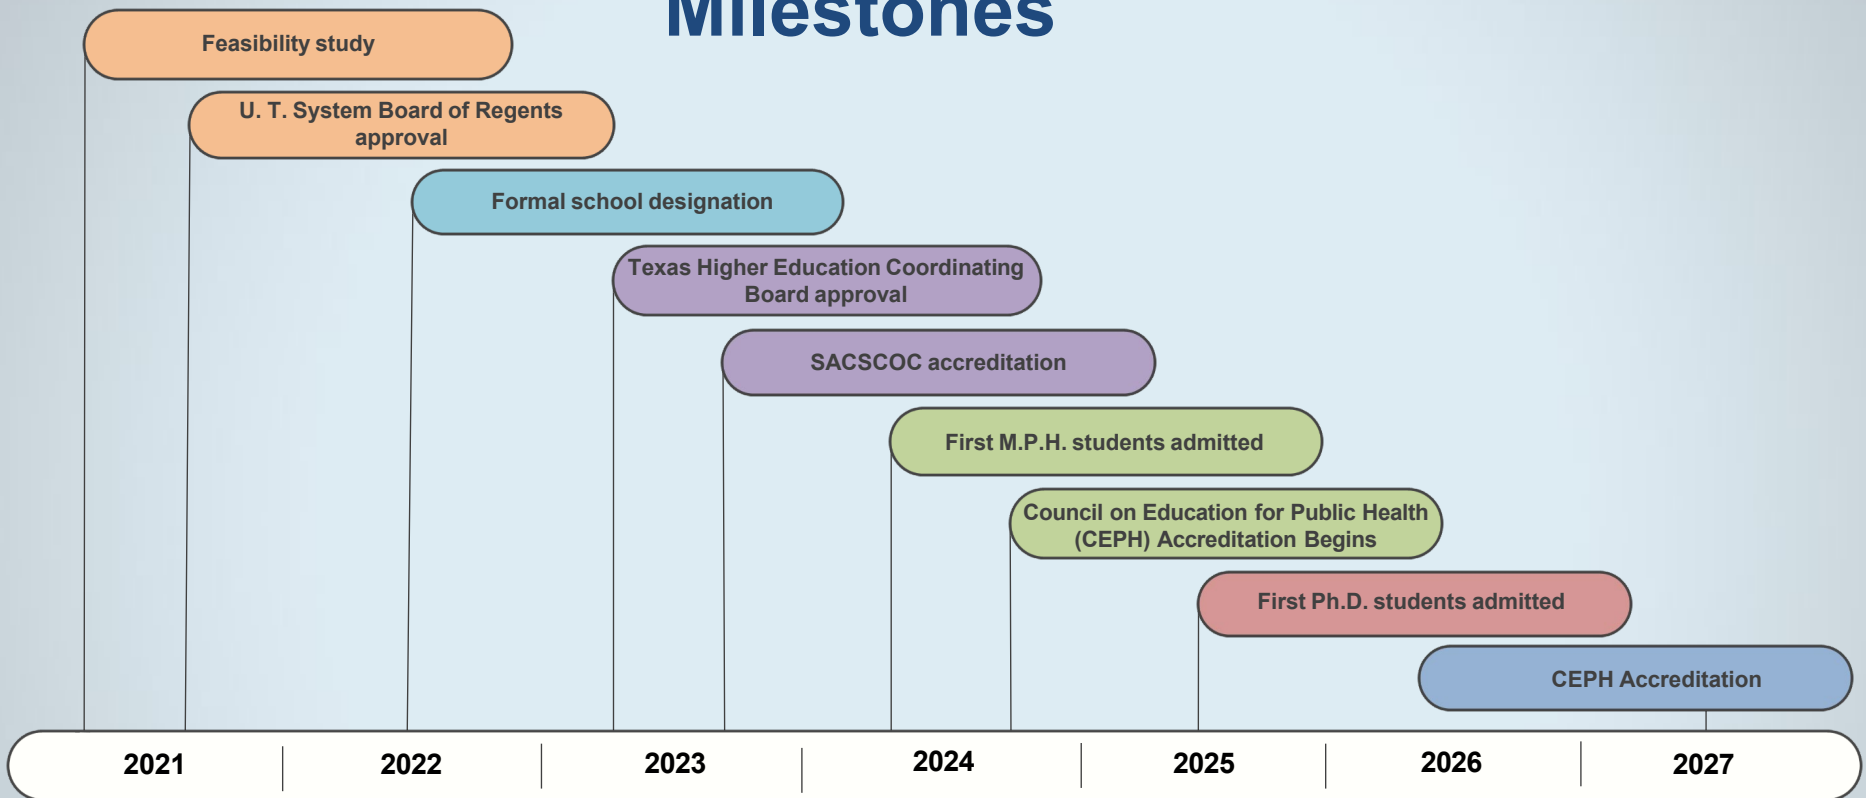 Milestones
Feasibility study
U. T. System Board of Regents
approval
Formal school designation
Texas Higher Education Coordinating
Board approval
SACSCOC accreditation
First M.P.H. students admitted
Council on Education for Public Health
(CEPH) Accreditation Begins
First Ph.D. students admitted
CEPH Accreditation
2021 2022 2023 2024 2025 2026 2027